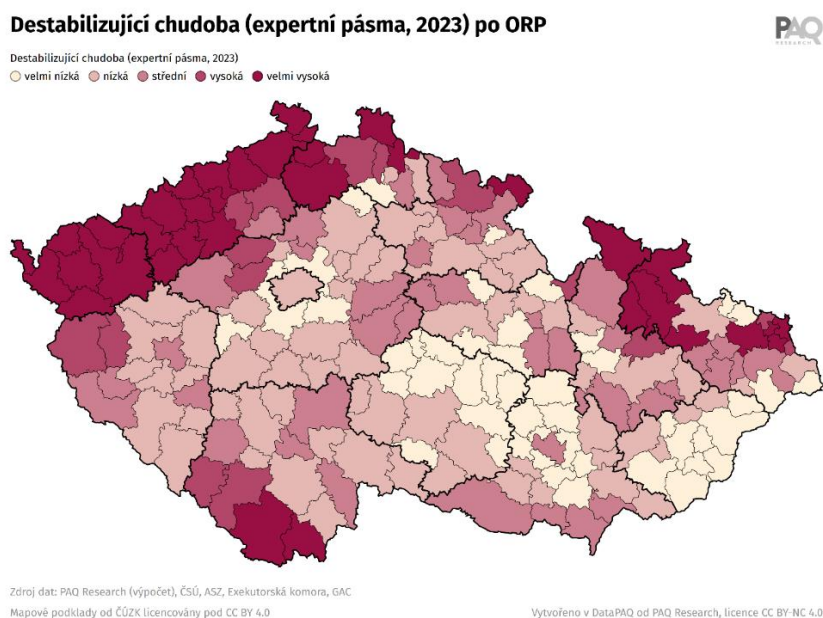 Destabilizující chudoba (expertní pásma, 2023) po ORP
PAQ
RESEARCH
Destabilizující chudoba (expertní pásma, 2023)
velmi nízká nízká střední vysoká velmi vysoká
Zdroj dat: PAQ Research (výpočet), ČSÚ, ASZ, Exekutorská komora, GAC
Mapové podklady od ČÚZK licencovány pod CC BY 4.0
Vytvořeno v DataPAQ od PAQ Research, licence CC BY-NC 4.0